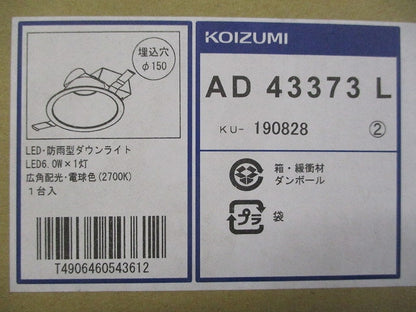 埋込穴
φ150
LED・防雨型ダウンライト
LED6.0W×1灯
広角配光・電球色(2700K)
1台入
T4906460543612
KOIZUMI
AD 43373 L
KU- 190828
②
箱・緩衝材
ダンボール
プラ
袋